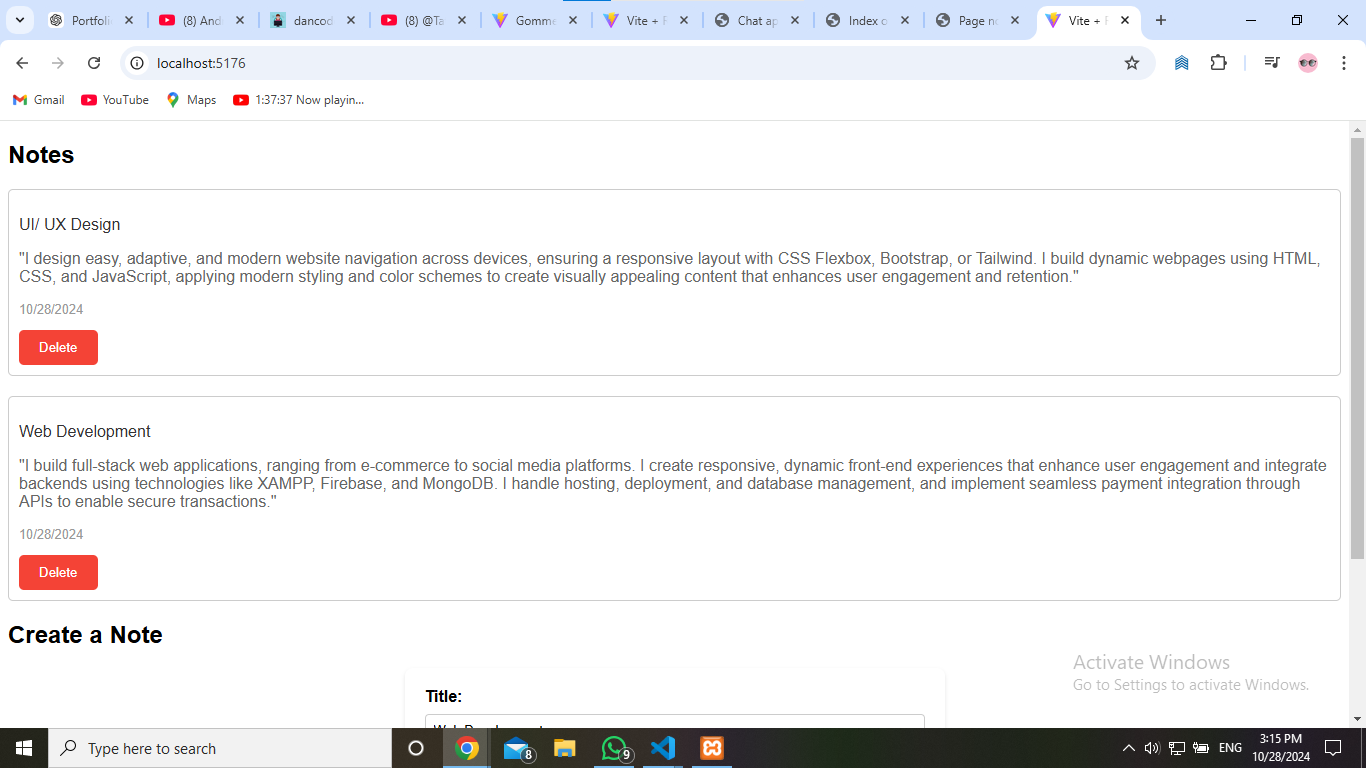 Portfoli
(8) And
dancod
(8) @Ta
Gomme
Vite +
Chat ap
Index o
Page n
Vite +
localhost:5176
Gmail
YouTube
Maps
1:37:37 Now playin...
Notes
UI/ UX Design
"I design easy, adaptive, and modern website navigation across devices, ensuring a responsive layout with CSS Flexbox, Bootstrap, or Tailwind. I build dynamic webpages using HTML,
CSS, and JavaScript, applying modern styling and color schemes to create visually appealing content that enhances user engagement and retention."
10/28/2024
Delete
Web Development
"I build full-stack web applications, ranging from e-commerce to social media platforms. I create responsive, dynamic front-end experiences that enhance user engagement and integrate
backends using technologies like XAMPP, Firebase, and MongoDB. I handle hosting, deployment, and database management, and implement seamless payment integration through
APIs to enable secure transactions."
10/28/2024
Delete
Create a Note
Activate Windows
Go to Settings to activate Windows.
Title:
Web Development
Type here to search
8
9
ENG
3:15 PM
10/28/2024